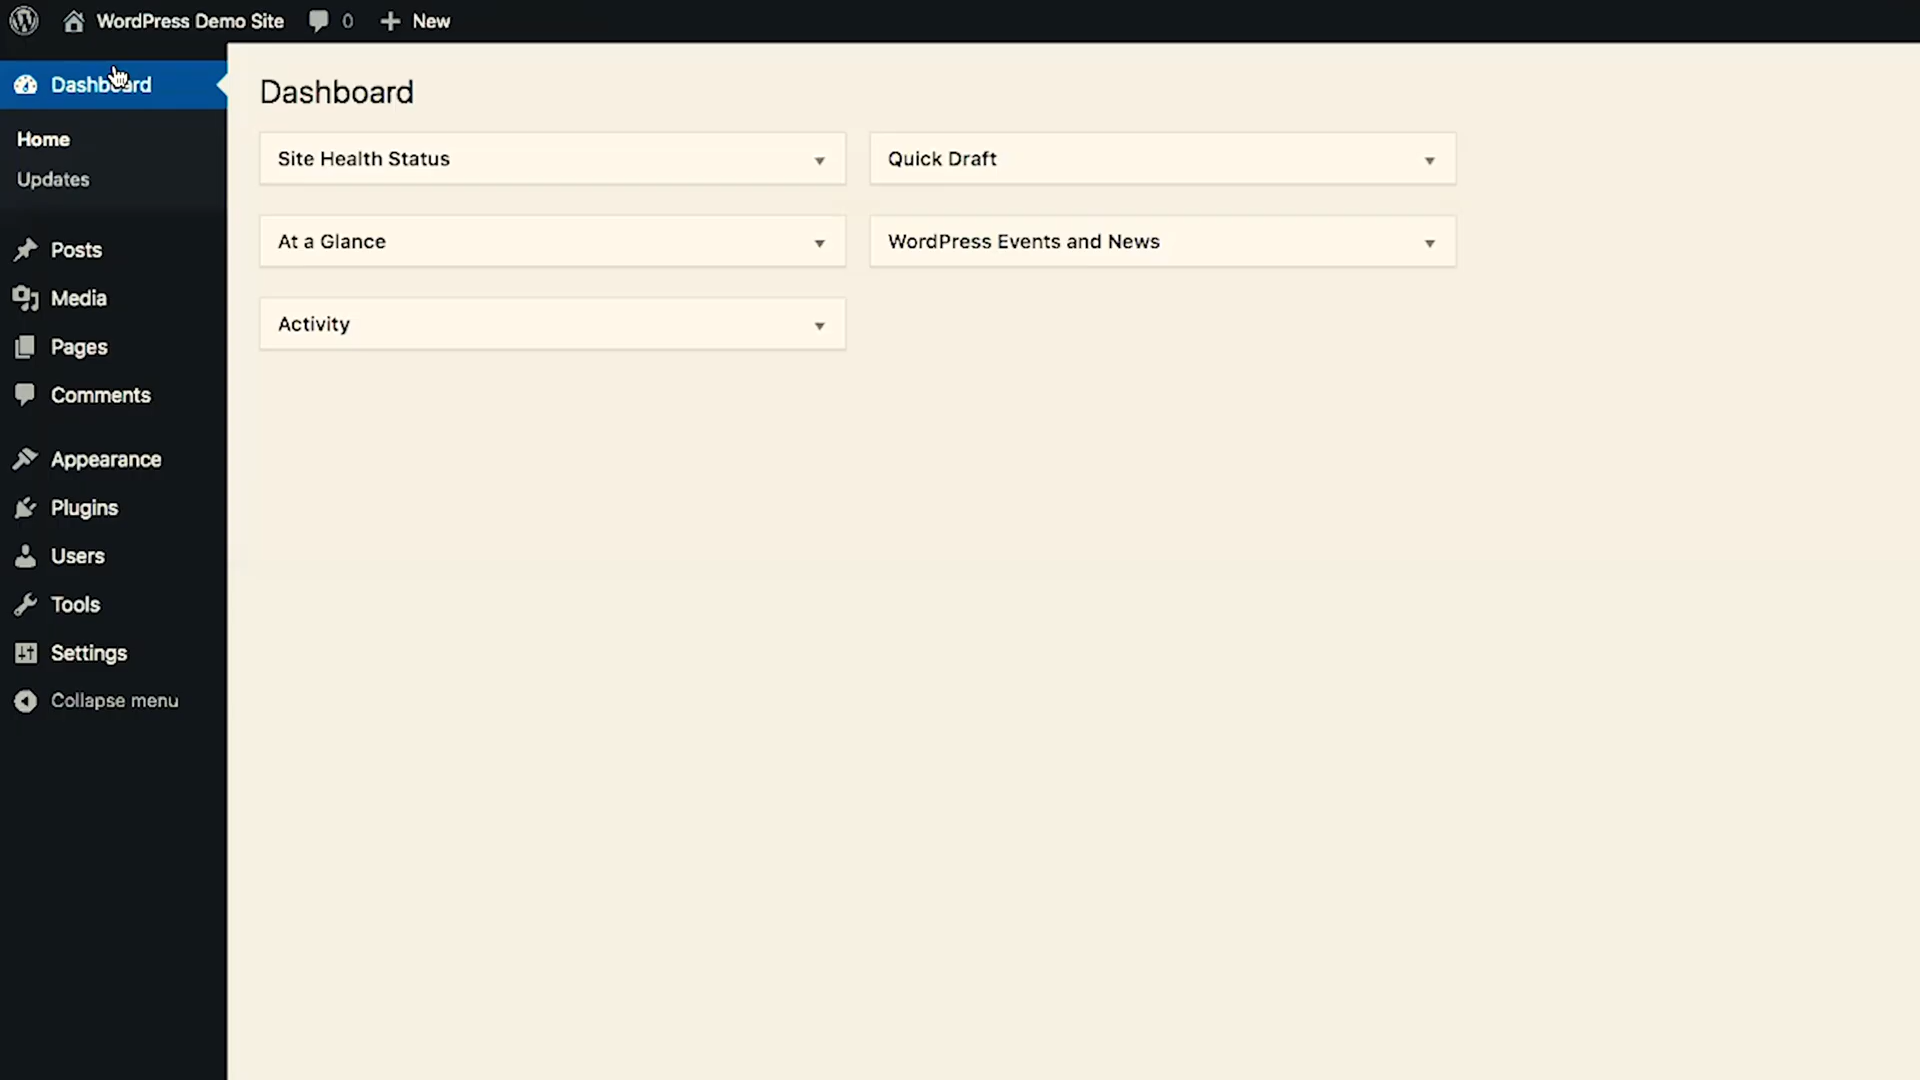 WordPress Demo Site 0 New
Dashboard
Home
Updates
Posts
Media
Pages
Comments
Appearance
Plugins
Users
Tools
Settings
Collapse menu
Dashboard
Site Health Status
Quick Draft
At a Glance
WordPress Events and News
Activity